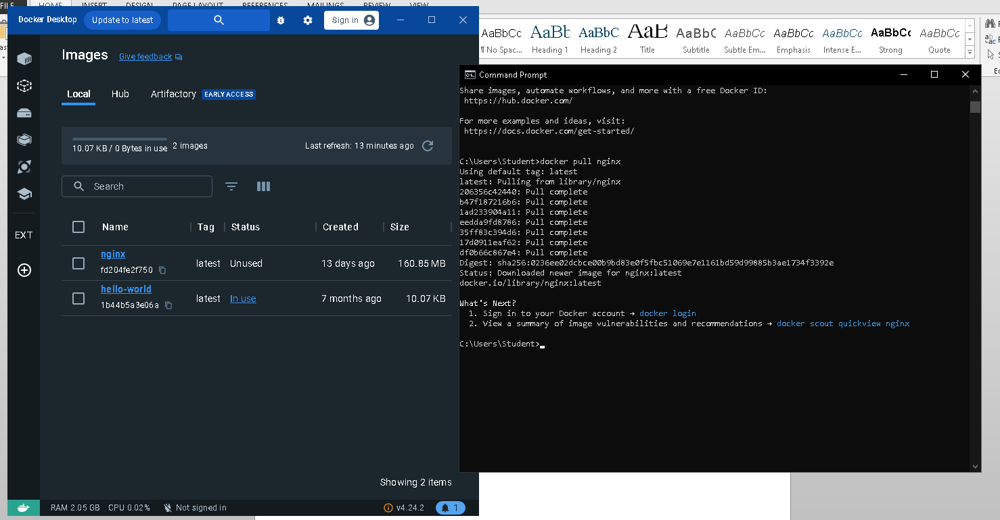 FILE HOME INSERT DESIGN PAGE LAYOUT REFERENCES MAILINGS REVIEW VIEW
Docker Desktop Update to latest Sign in
Images Give feedback
Local Hub Artifactory EARLY ACCESS
10.07 KB / 0 Bytes in use 2 images Last refresh: 13 minutes ago
Search
Name Tag Status Created Size
nginx
fd204fe2f750
latest Unused 13 days ago 160.85 MB
hello-world
1b44b5a3e06a
latest In use 7 months ago 10.07 KB
EXT
Showing 2 items
RAM 2.05 GB CPU 0.02% Not signed in v4.24.2 1
AaBbCc AaBb AaBbC AaB AaBbC AaBbCc AaBbCc AaBbCc AaBbCc AaBbCc
¶ No Spac... Heading 1 Heading 2 Title Subtitle Subtle Em... Emphasis Intense E... Strong Quote
Command Prompt
Share images, automate workflows, and more with a free Docker ID:
https://hub.docker.com/
For more examples and ideas, visit:
https://docs.docker.com/get-started/
C:\Users\Student>docker pull nginx
Using default tag: latest
latest: Pulling from library/nginx
206356c42440: Pull complete
b47f187216b6: Pull complete
1ad233904a11: Pull complete
eedda9fd8786: Pull complete
35ff83c394d6: Pull complete
17d0911eaf62: Pull complete
df0b66c867e4: Pull complete
Digest: sha256:0236ee02dcbce00b9bd83e0f5fbc51069e7e1161bd59d99885b3ae1734f3392e
Status: Downloaded newer image for nginx:latest
docker.io/library/nginx:latest
What's Next?
1. Sign in to your Docker account → docker login
2. View a summary of image vulnerabilities and recommendations → docker scout quickview nginx
C:\Users\Student>